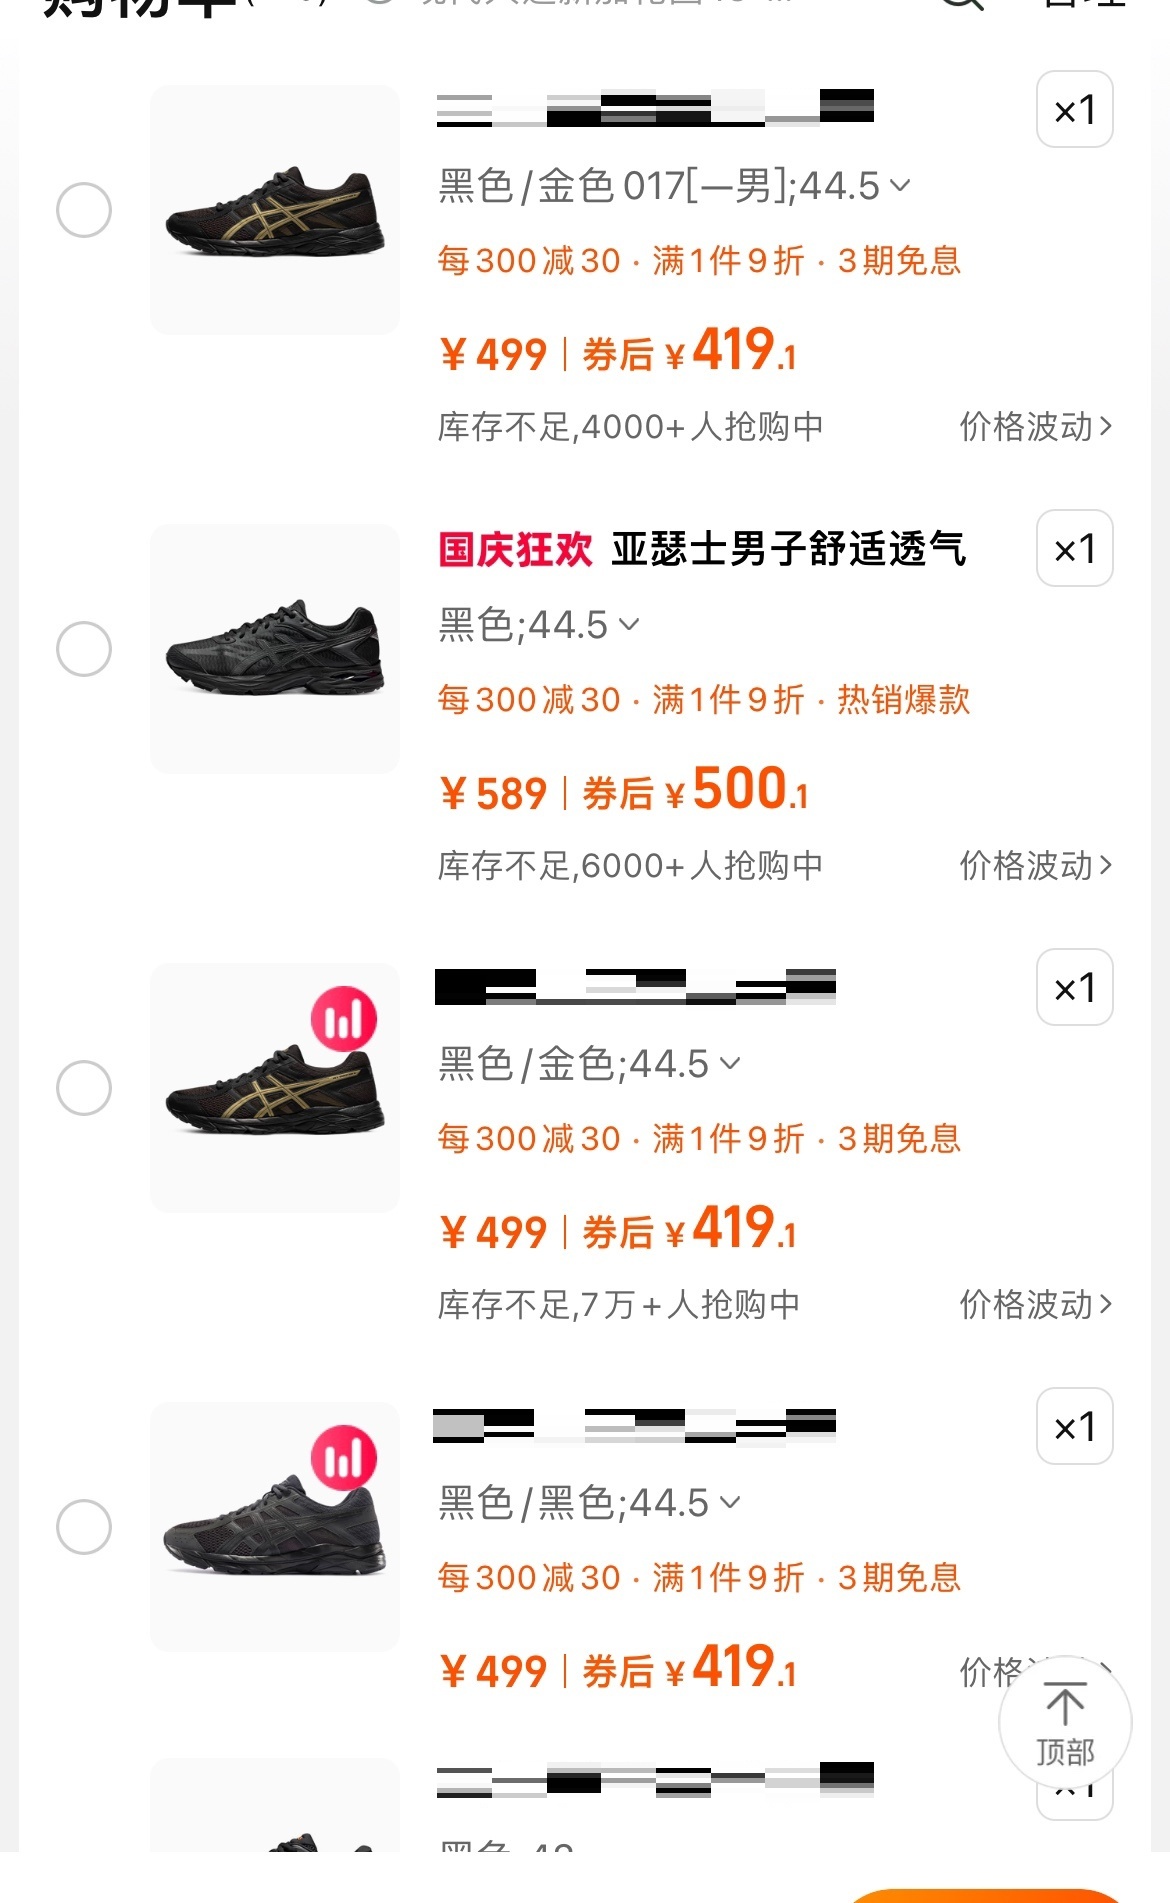 购物车
×1
黑色/金色 017[—男];44.5
每300减30 · 满1件9折 · 3期免息
¥499 | 券后 ¥419.1
库存不足,4000+人抢购中 价格波动
国庆狂欢 亚瑟士男子舒适透气 ×1
黑色;44.5
每300减30 · 满1件9折 · 热销爆款
¥589 | 券后 ¥500.1
库存不足,6000+人抢购中 价格波动
×1
黑色/金色;44.5
每300减30 · 满1件9折 · 3期免息
¥499 | 券后 ¥419.1
库存不足,7万+人抢购中 价格波动
×1
黑色/黑色;44.5
每300减30 · 满1件9折 · 3期免息
¥499 | 券后 ¥419.1 价格
顶部
×1